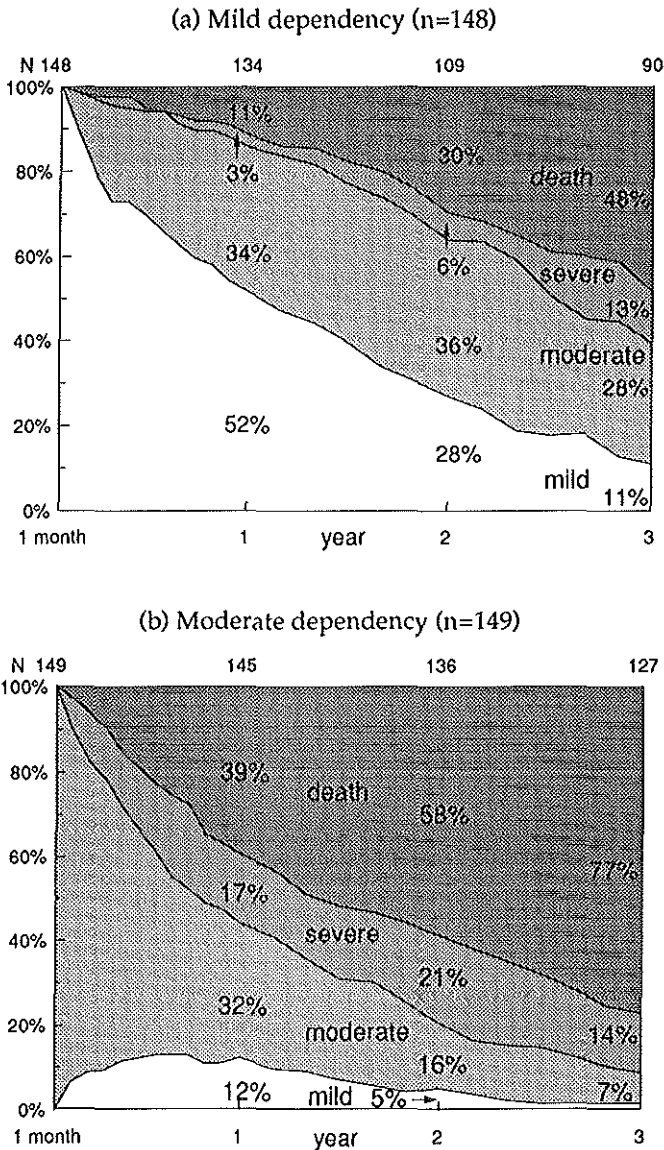 (a) Mild dependency (n=148)
N 148 134 109 90
100%
11%
30%
death
80%
3%
48%
60%
34%
6%
severe
13%
40%
36%
moderate
28%
20%
52%
28%
mild
11%
0%
1 month 1 year 2 3
(b) Moderate dependency (n=149)
N 149 145 136 127
100%
80%
39%
death
68%
60%
77%
17%
40%
severe
21%
32%
20%
moderate
14%
16%
12%
mild 5%
7%
0%
1 month 1 year 2 3